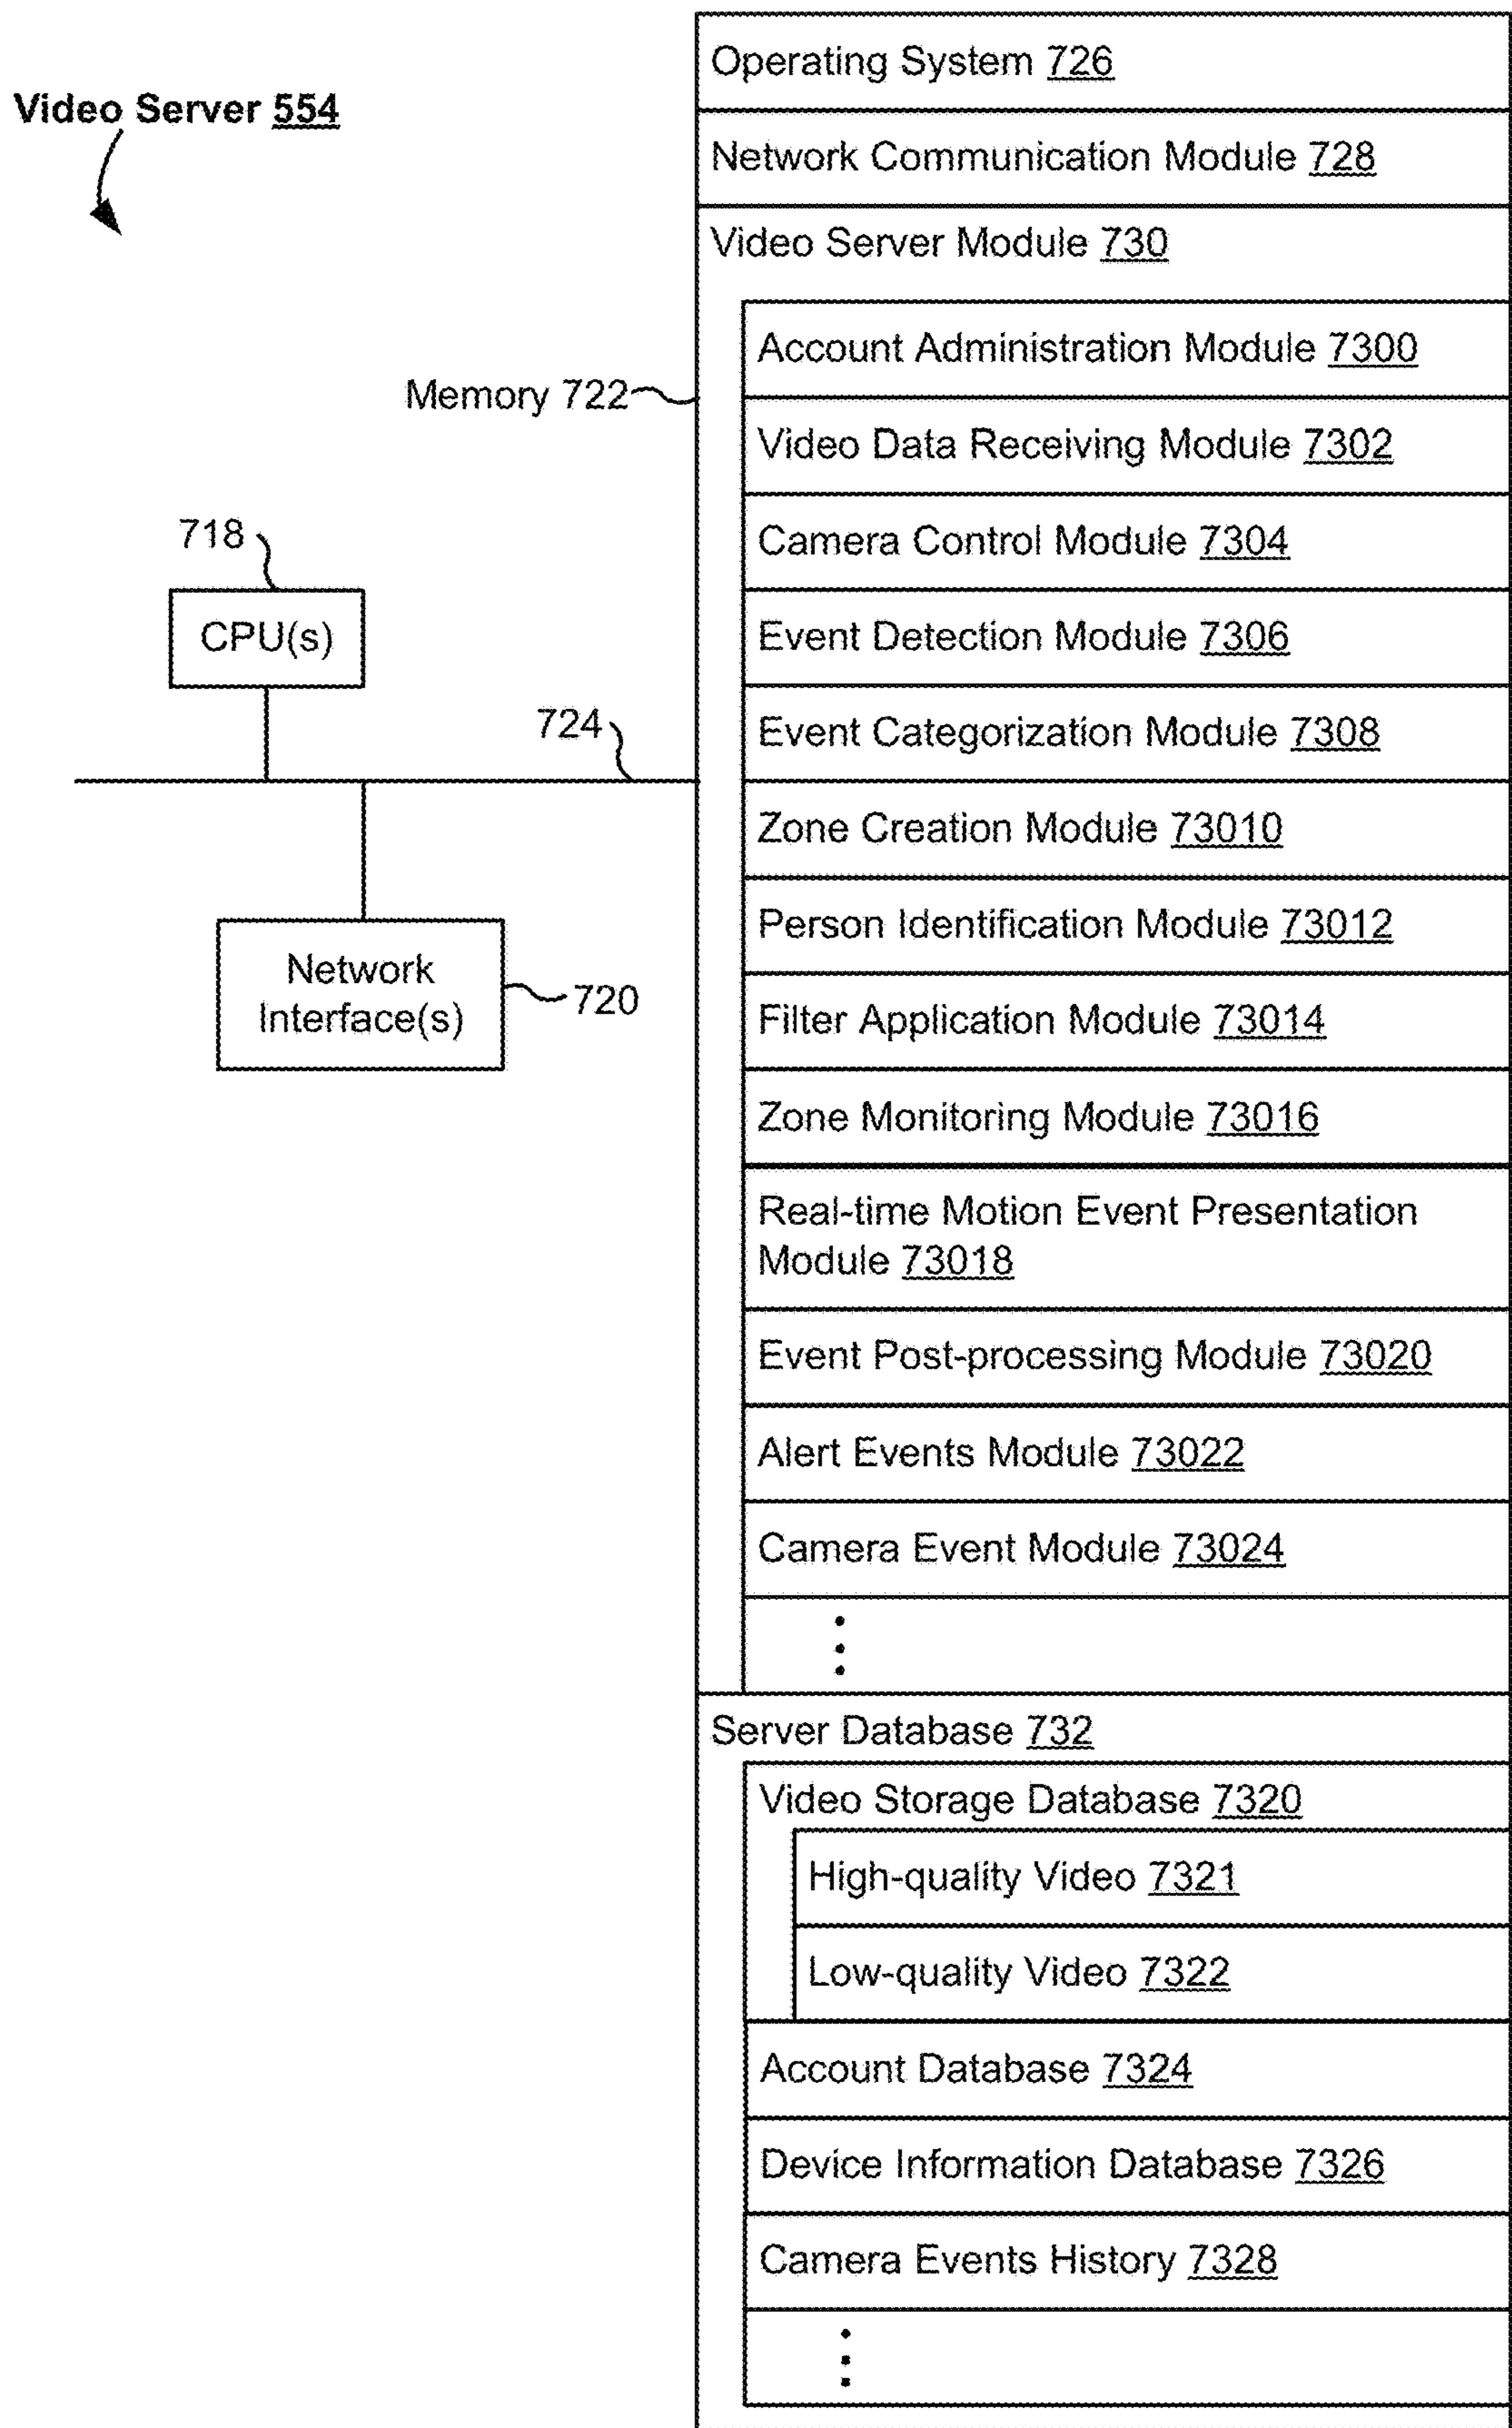 Video Server 554
Memory 722
718
CPU(s)
724
Network
Interface(s)
720
Operating System 726
Network Communication Module 728
Video Server Module 730
Account Administration Module 7300
Video Data Receiving Module 7302
Camera Control Module 7304
Event Detection Module 7306
Event Categorization Module 7308
Zone Creation Module 73010
Person Identification Module 73012
Filter Application Module 73014
Zone Monitoring Module 73016
Real-time Motion Event Presentation
Module 73018
Event Post-processing Module 73020
Alert Events Module 73022
Camera Event Module 73024
Server Database 732
Video Storage Database 7320
High-quality Video 7321
Low-quality Video 7322
Account Database 7324
Device Information Database 7326
Camera Events History 7328